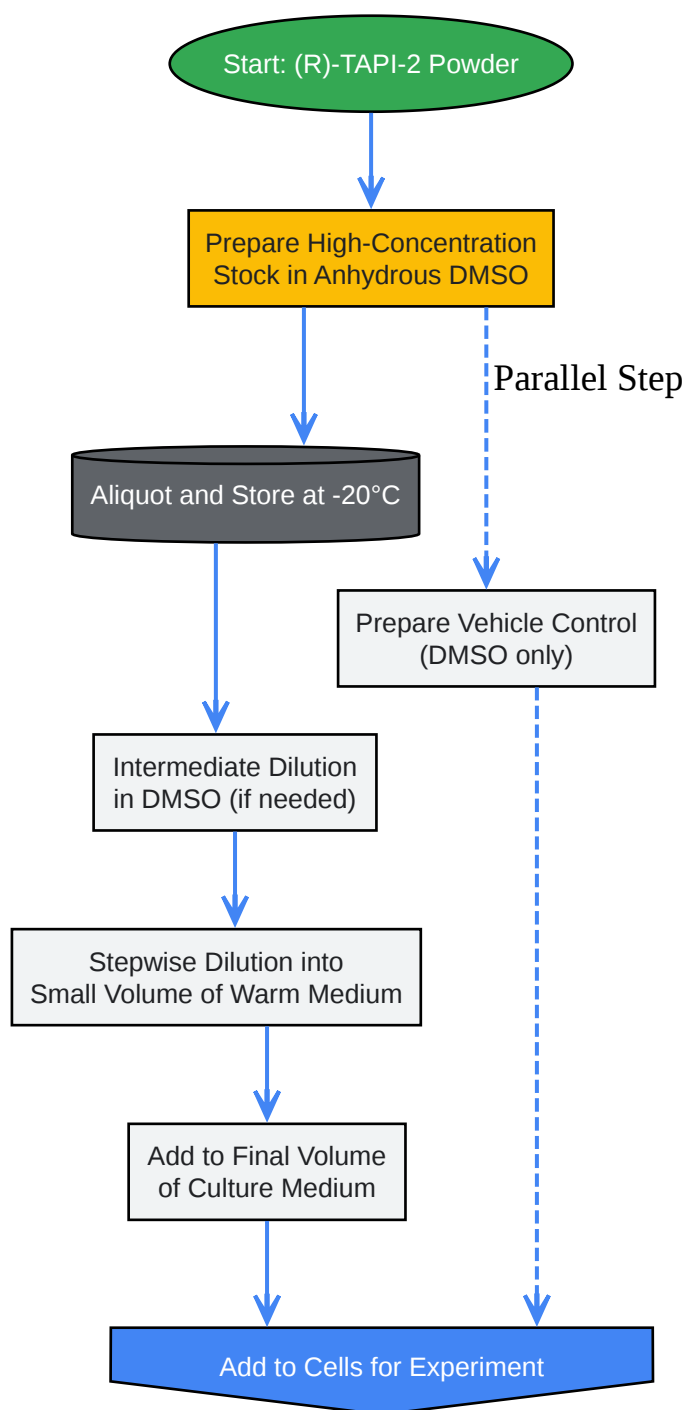 Start: (R)-TAPI-2 Powder
Prepare High-Concentration
Stock in Anhydrous DMSO
Parallel Step
Aliquot and Store at -20°C
Prepare Vehicle Control
(DMSO only)
Intermediate Dilution
in DMSO (if needed)
Stepwise Dilution into
Small Volume of Warm Medium
Add to Final Volume
of Culture Medium
Add to Cells for Experiment